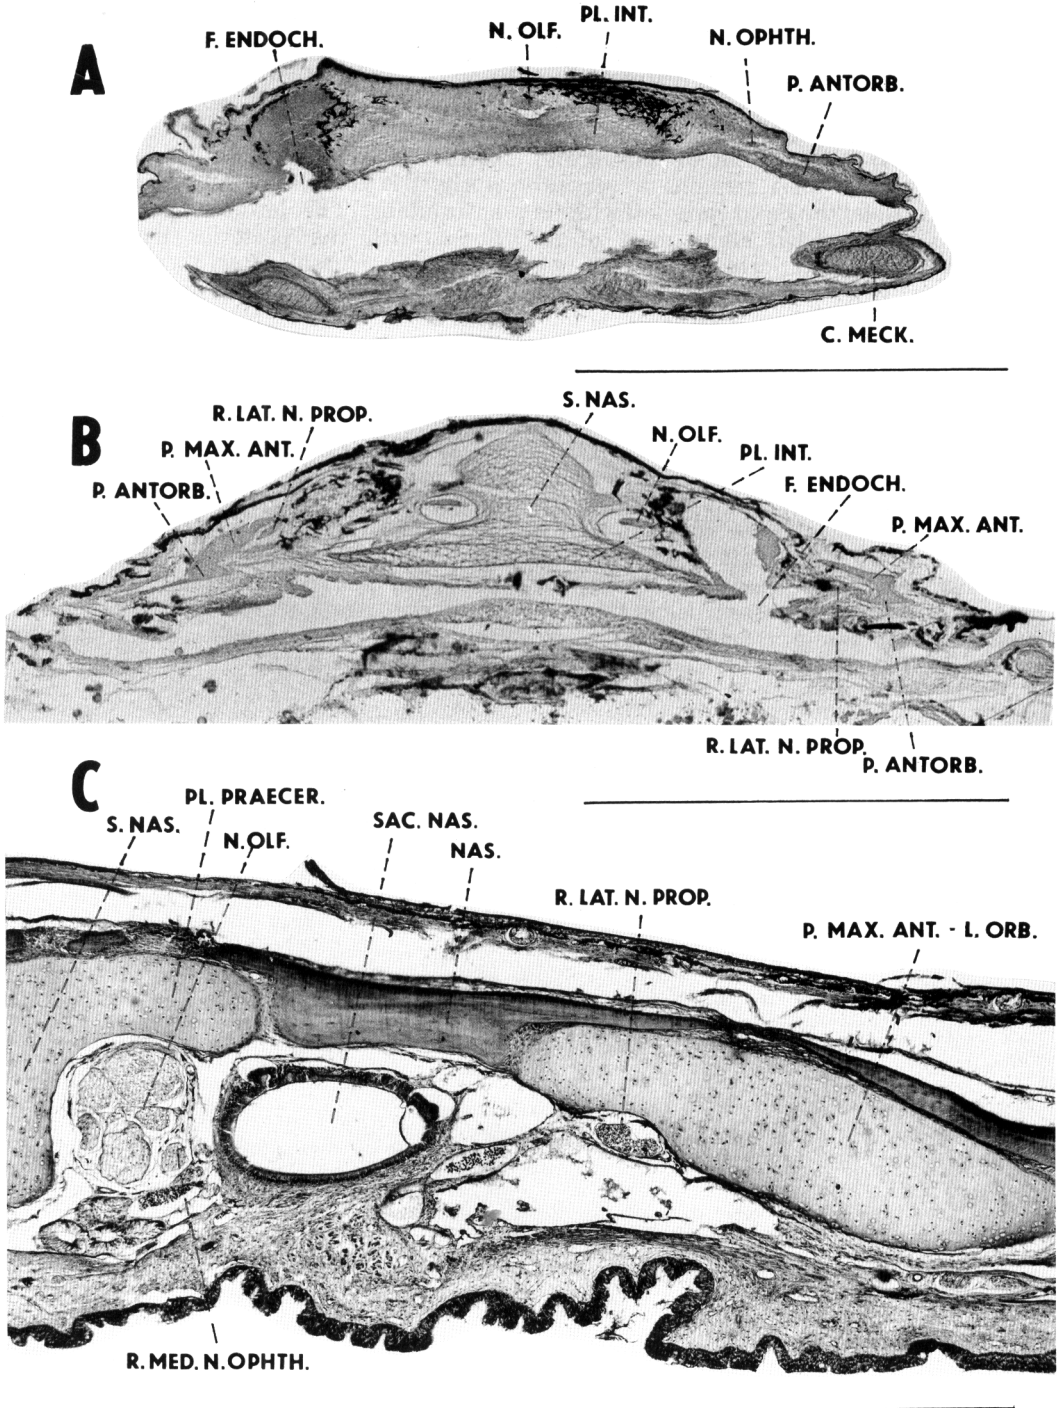 A
F. ENDOCH.
N. OLF.
PL. INT.
N. OPHTH.
P. ANTORB.
C. MECK.
B
R. LAT. N. PROP.
P. MAX. ANT.
P. ANTORB.
S. NAS.
N. OLF.
PL. INT.
F. ENDOCH.
P. MAX. ANT.
R. LAT. N. PROP.
P. ANTORB.
C
PL. PRAECER.
S. NAS.
N. OLF.
SAC. NAS.
NAS.
R. LAT. N. PROP.
P. MAX. ANT. - L. ORB.
R. MED. N. OPHTH.